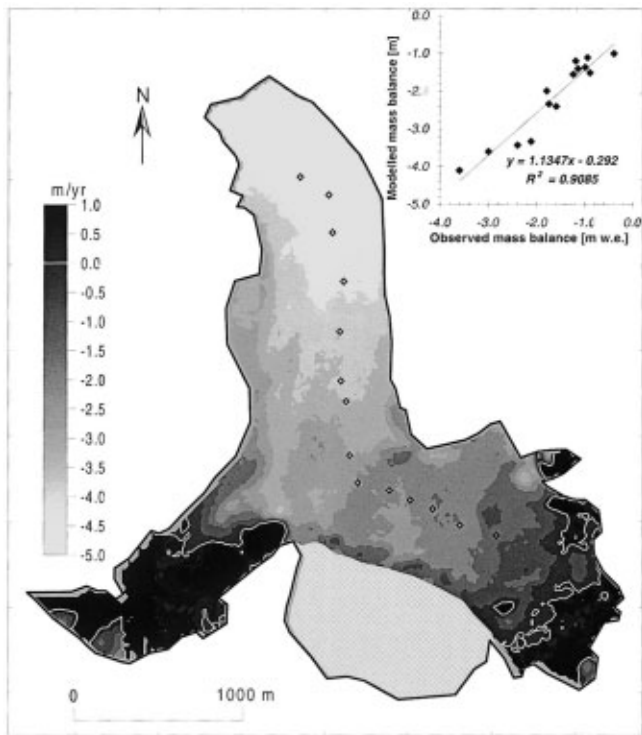 N
m/yr
1.0
0.0
-0.5
-1.0
-1.5
-2.0
-2.5
-3.0
-3.5
-4.0
-4.5
-5.0
0 1000 m
Modelled mass balance [m]
0.0
-1.0
-2.0
-3.0
-4.0
-5.0
y = 1.1347x - 0.292
R² = 0.9085
-4.0 -3.0 -2.0 -1.0 0.0
Observed mass balance [m w.e.]